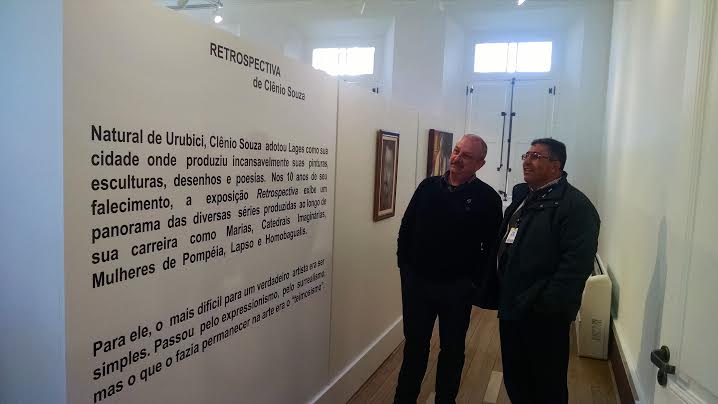 RETROSPECTIVA
de Clênio Souza
Natural de Urubici, Clênio Souza adotou Lages como sua
cidade onde produziu incansavelmente suas pinturas,
esculturas, desenhos e poesias. Nos 10 anos de seu
falecimento, a exposição Retrospectiva exibe um
panorama das diversas séries produzidas ao longo de
sua carreira como Marias, Catedrais Imaginárias,
Mulheres de Pompéia, Lapso e Homobagualis.
Para ele, o mais difícil para um verdadeiro artista era ser
simples. Passou pelo expressionismo, pelo surrealismo,
mas o que o fazia permanecer na arte era o "teimosismo".